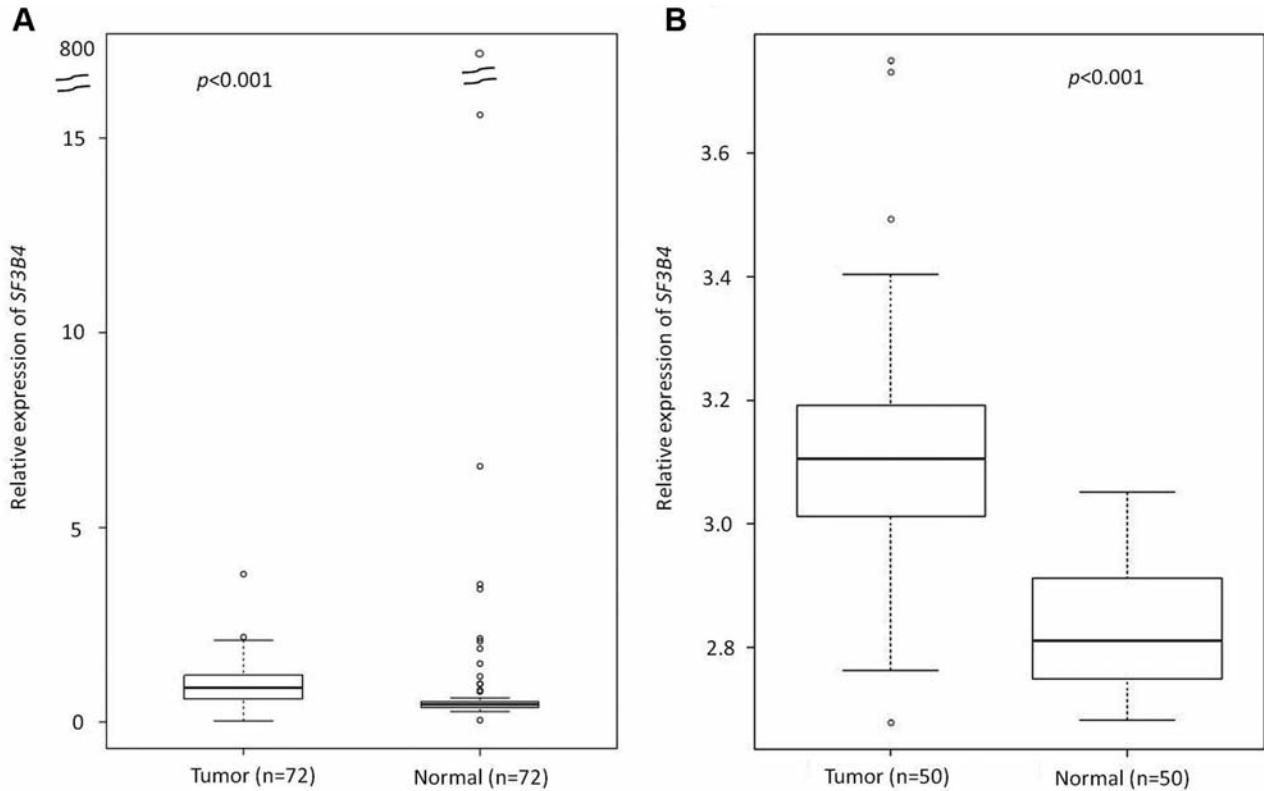 A
800
p<0.001
15
10
5
0
Relative expression of SF3B4
Tumor (n=72)
Normal (n=72)
B
p<0.001
3.6
3.4
3.2
3.0
2.8
Relative expression of SF3B4
Tumor (n=50)
Normal (n=50)